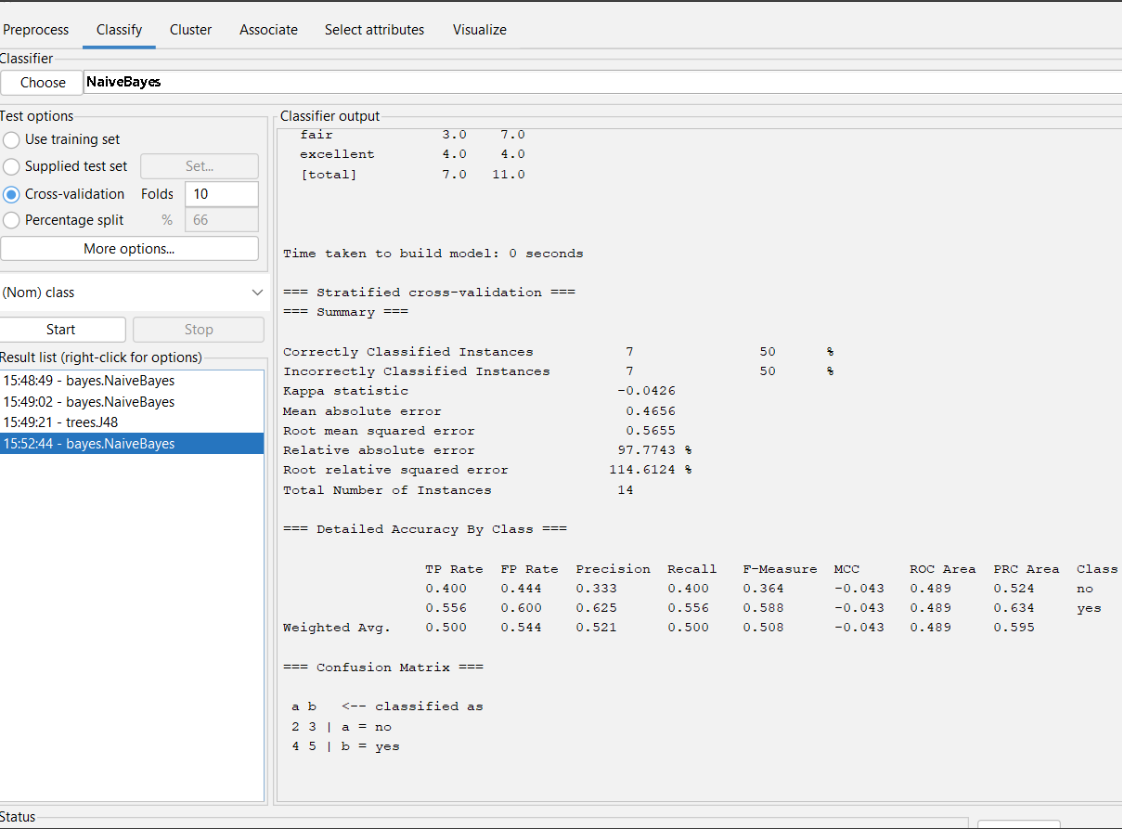 Preprocess Classify Cluster Associate Select attributes Visualize
Classifier
Choose NaiveBayes
Test options
Use training set
Supplied test set Set...
Cross-validation Folds 10
Percentage split % 66
More options...
(Nom) class
Start Stop
Result list (right-click for options)
15:48:49 - bayes.NaiveBayes
15:49:02 - bayes.NaiveBayes
15:49:21 - trees.J48
15:52:44 - bayes.NaiveBayes
Classifier output
fair 3.0 7.0
excellent 4.0 4.0
[total] 7.0 11.0
Time taken to build model: 0 seconds
=== Stratified cross-validation ===
=== Summary ===
Correctly Classified Instances 7 50 %
Incorrectly Classified Instances 7 50 %
Kappa statistic -0.0426
Mean absolute error 0.4656
Root mean squared error 0.5655
Relative absolute error 97.7743 %
Root relative squared error 114.6124 %
Total Number of Instances 14
=== Detailed Accuracy By Class ===
TP Rate FP Rate Precision Recall F-Measure MCC ROC Area PRC Area Class
0.400 0.444 0.333 0.400 0.364 -0.043 0.489 0.524 no
0.556 0.600 0.625 0.556 0.588 -0.043 0.489 0.634 yes
Weighted Avg. 0.500 0.544 0.521 0.500 0.508 -0.043 0.489 0.595
=== Confusion Matrix ===
a b <-- classified as
2 3 | a = no
4 5 | b = yes
Status